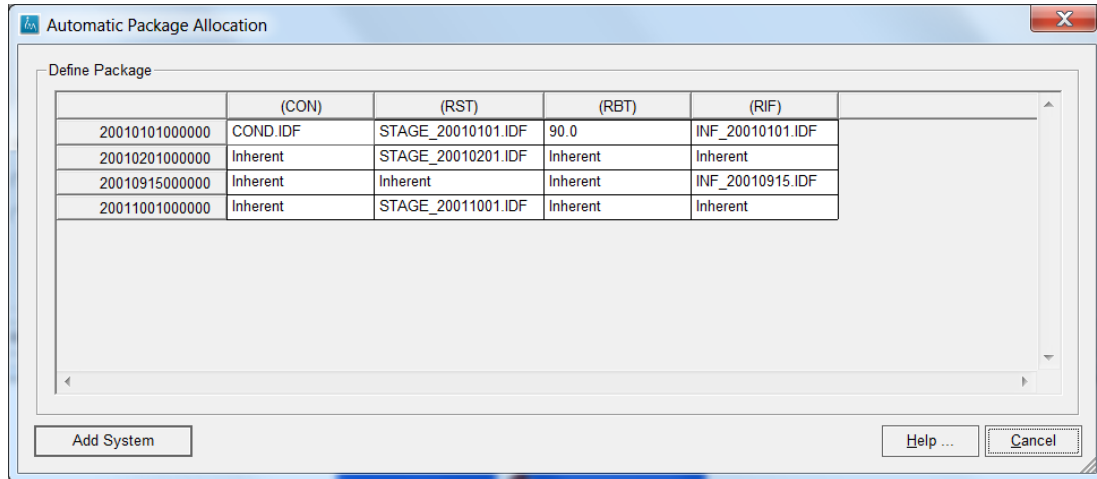 Automatic Package Allocation
X
Define Package
(CON) (RST) (RBT) (RIF)
20010101000000 COND.IDF STAGE_20010101.IDF 90.0 INF_20010101.IDF
20010201000000 Inherent STAGE_20010201.IDF Inherent Inherent
20010915000000 Inherent Inherent Inherent INF_20010915.IDF
20011001000000 Inherent STAGE_20011001.IDF Inherent Inherent
Add System Help ... Cancel